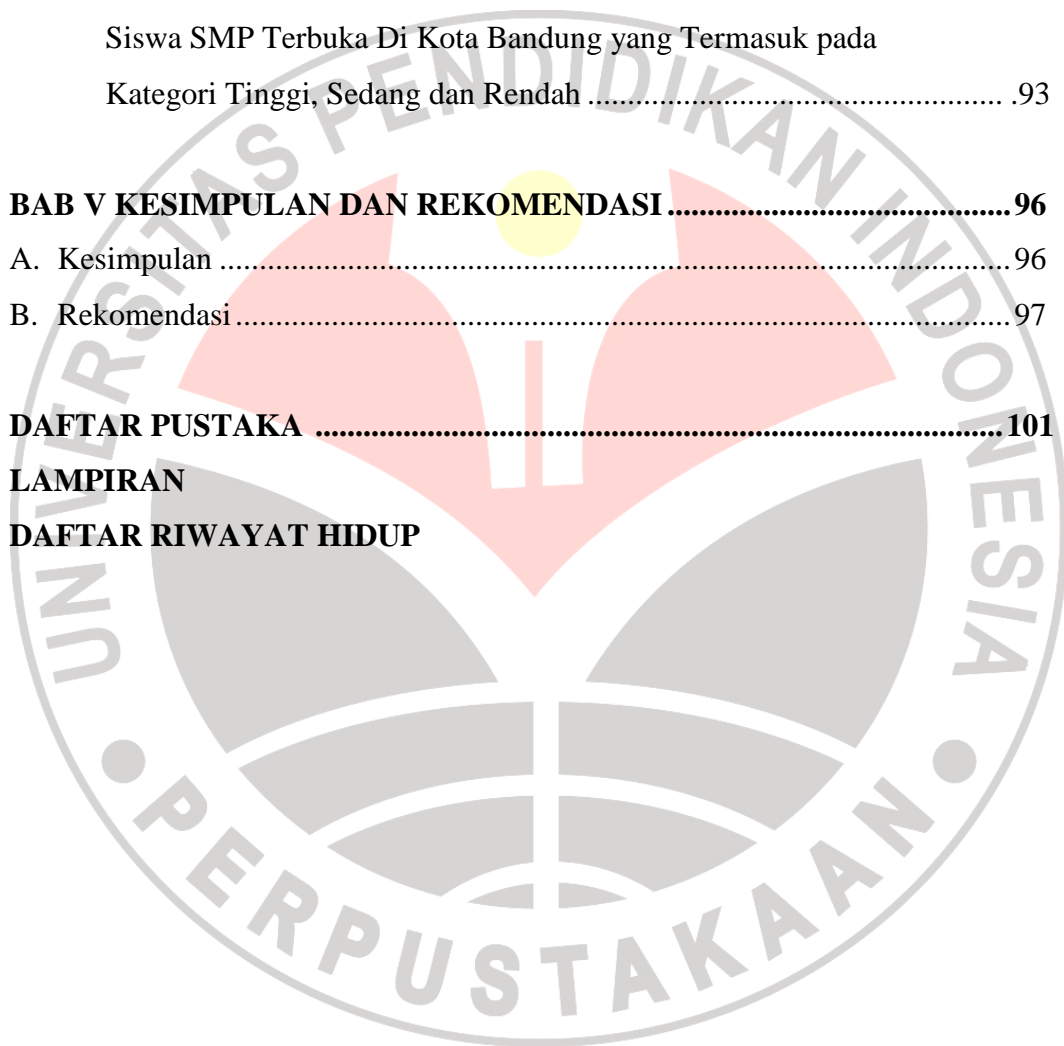 Siswa SMP Terbuka Di Kota Bandung yang Termasuk pada
Kategori Tinggi, Sedang dan Rendah .................................................... .93
BAB V KESIMPULAN DAN REKOMENDASI ...........................................96
A. Kesimpulan ....................................................................................................96
B. Rekomendasi ..................................................................................................97
DAFTAR PUSTAKA ......................................................................................101
LAMPIRAN
DAFTAR RIWAYAT HIDUP
UNIVERSITAS PENDIDIKAN INDONESIA
PERPUSTAKAAN